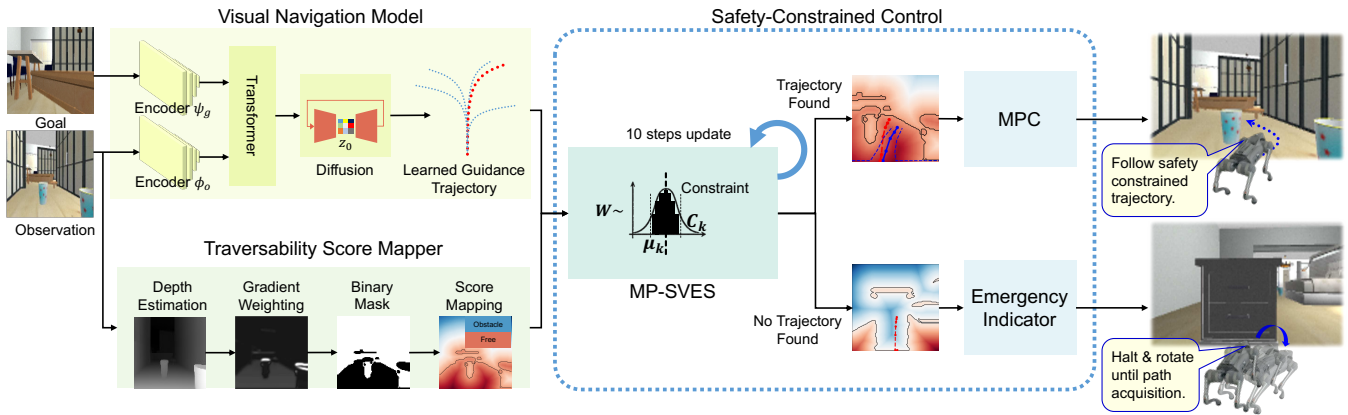 Visual Navigation Model
Goal
Observation
Encoder ψg
Encoder ϕo
Transformer
z0
Diffusion
Learned Guidance
Trajectory
Traversability Score Mapper
Depth
Estimation
Gradient
Weighting
Binary
Mask
Score
Mapping
Obstacle
Free
Safety-Constrained Control
10 steps update
Constraint
W~
Ck
μk
MP-SVES
Trajectory
Found
MPC
No Trajectory
Found
Emergency
Indicator
Follow safety
constrained
trajectory.
Halt & rotate
until path
acquisition.